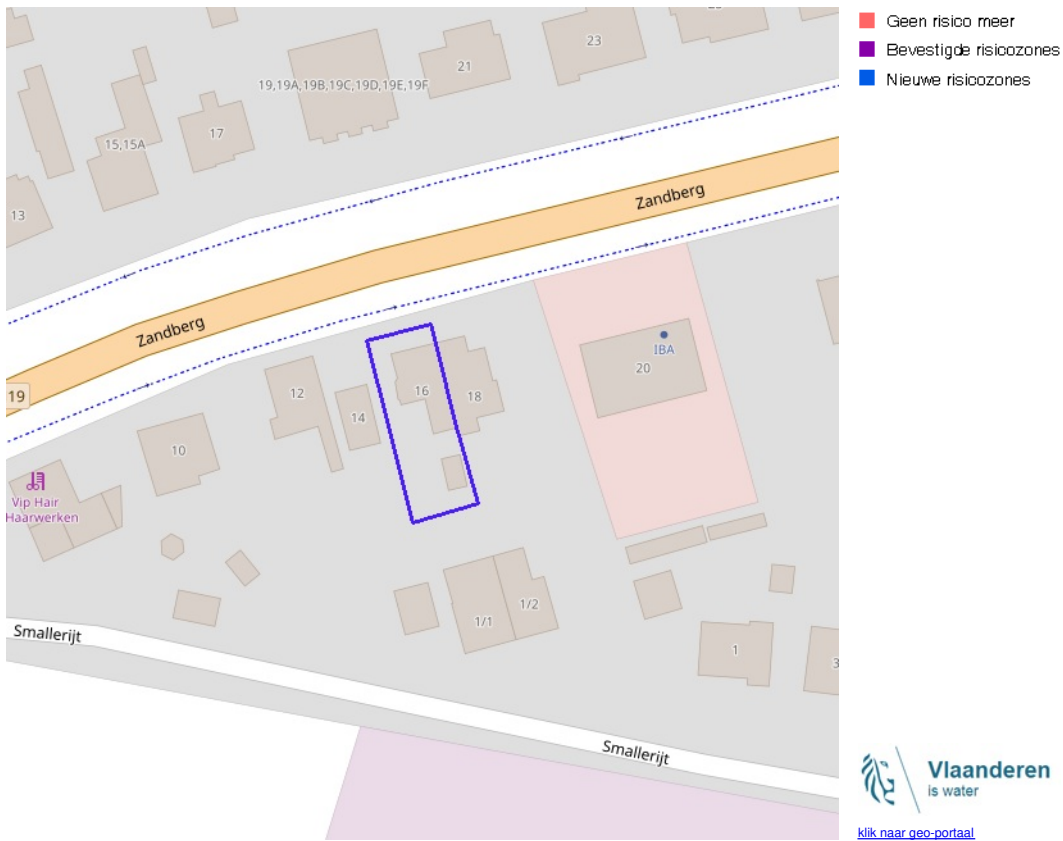 Geen risico meer
Bevestigde risicozones
Nieuwe risicozones
23
21
19,19A,19B,19C,19D,19E,19F
17
15,15A
13
Zandberg
Zandberg
19
IBA
20
16
18
12
14
10
Vip Hair
Haarwerken
1/2
1/1
Smallerijt
1
3
Smallerijt
Vlaanderen
is water
klik naar geo-portaal